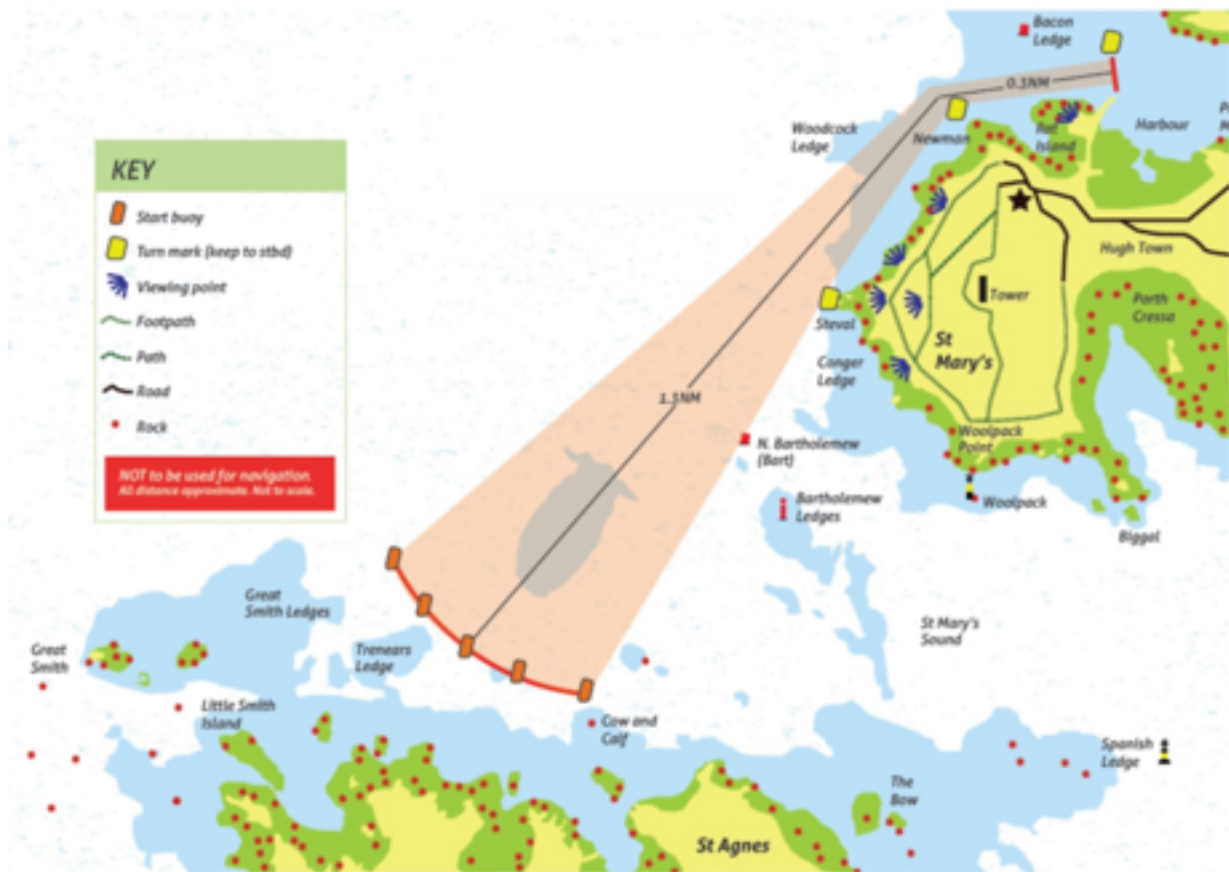 Bacon
Ledge
0.3NM
Woodcock
Ledge
Newman
Rat
Island
Harbour
KEY
Start buoy
Turn mark (keep to stbd)
Viewing point
Footpath
Path
Road
Rock
NOT to be used for navigation.
All distance approximate. Not to scale.
Hugh Town
Tower
Porth
Cressa
Steval
St
Mary's
Conger
Ledge
1.3NM
Woolpack
Point
N. Bartholemew
(Bart)
Bartholemew
Ledges
Woolpack
Biggal
Great
Smith Ledges
St Mary's
Sound
Great
Smith
Trenears
Ledge
Little Smith
Island
Cow and
Calf
Spanish
Ledge
The
Bow
St Agnes